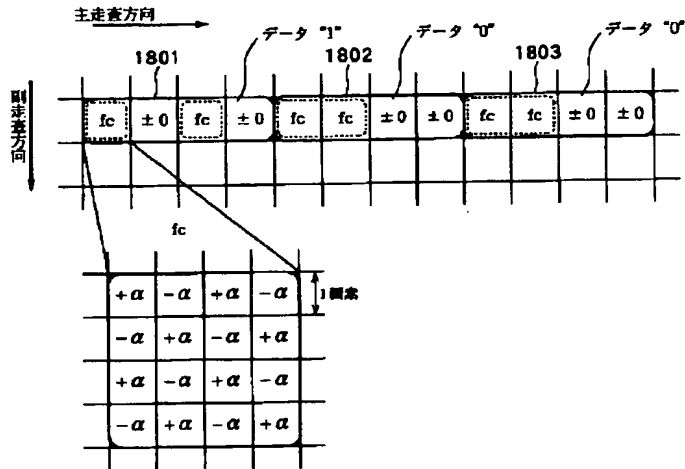 主走査方向
データ “1”
データ “0”
データ “0”
1801
1802
1803
副走査方向
fc ±0 fc ±0 fc fc ±0 ±0 fc fc ±0 ±0
fc
+α -α +α -α
1画素
-α +α -α +α
+α -α +α -α
-α +α -α +α